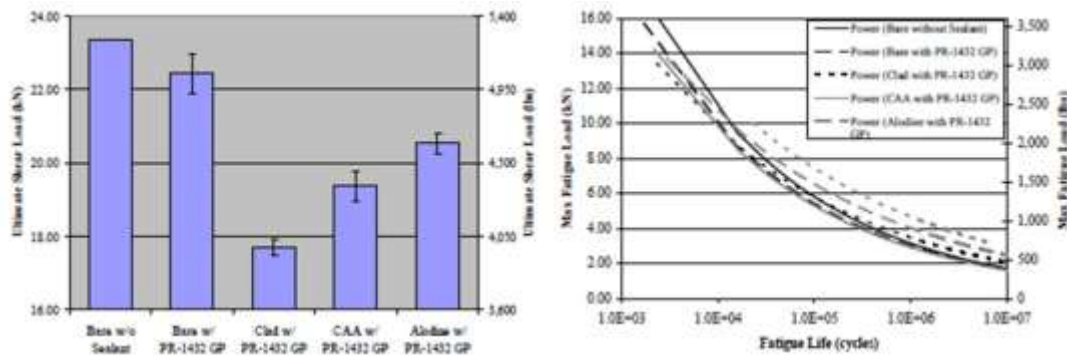 24.00
22.00
20.00
18.00
16.00
Ultimate Shear Load (kN)
5,400
4,950
4,500
4,050
3,600
Ultimate Shear Load (lbs)
Bare w/o Sealant
Bare w/ PR-1432 GP
Clad w/ PR-1432 GP
CAA w/ PR-1432 GP
Alodine w/ PR-1432 GP
16.00
14.00
12.00
10.00
8.00
6.00
4.00
2.00
0.00
Max Fatigue Load (kN)
3,500
3,000
2,500
2,000
1,500
1,000
500
0
Max Fatigue Load (lbs)
Power (Bare without Sealant)
Power (Bare with PR-1432 GP)
Power (Clad with PR-1432 GP)
Power (CAA with PR-1432 GP)
Power (Alodine with PR-1432
GP)
1.0E+03
1.0E+04
1.0E+05
1.0E+06
1.0E+07
Fatigue Life (cycles)